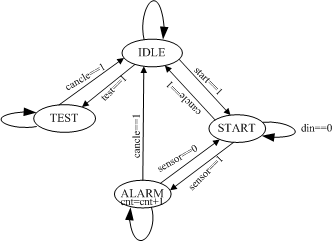 IDLE
cancle==1
test==1
start==1
cancle==1
TEST
START
din==0
cancle==1
sensor==0
sensor==1
ALARM
cnt=cnt+1